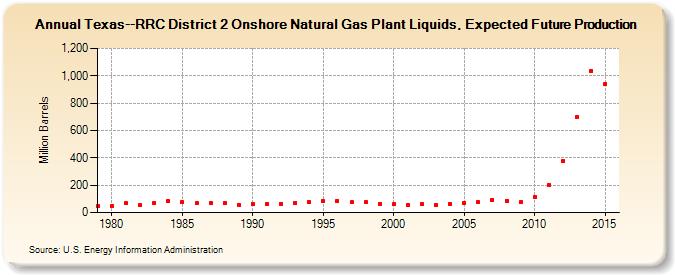 Annual Texas--RRC District 2 Onshore Natural Gas Plant Liquids, Expected Future Production
Million Barrels
1,200
1,000
800
600
400
200
0
1980 1985 1990 1995 2000 2005 2010 2015
Source: U.S. Energy Information Administration